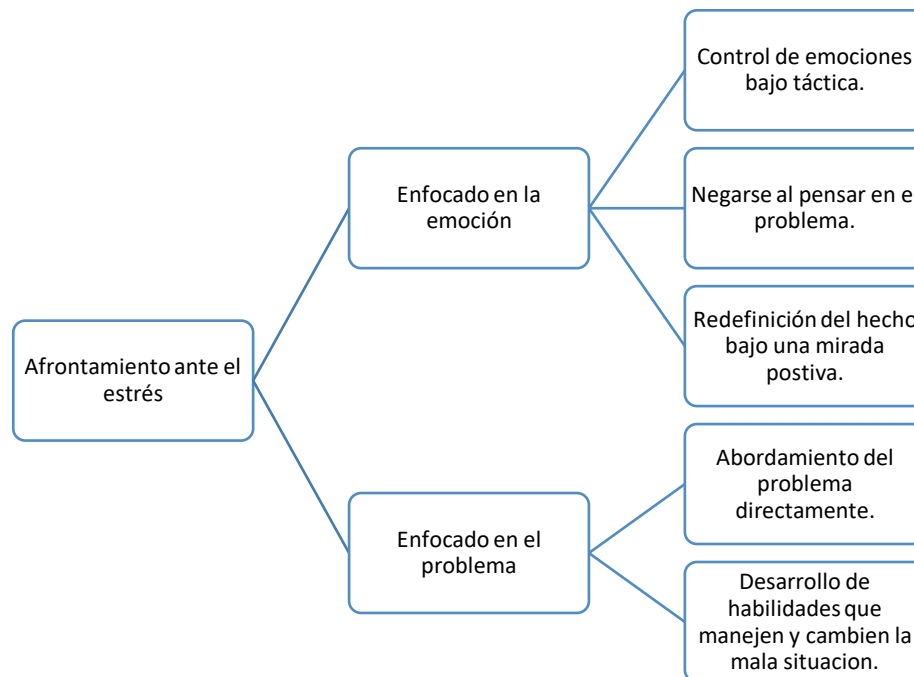 Afrontamiento ante el
estrés
Enfocado en la
emoción
Control de emociones
bajo táctica.
Negarse al pensar en e
problema.
Redefinición del hecho
bajo una mirada
postiva.
Enfocado en el
problema
Abordamiento del
problema
directamente.
Desarrollo de
habilidades que
manejen y cambien la
mala situacion.